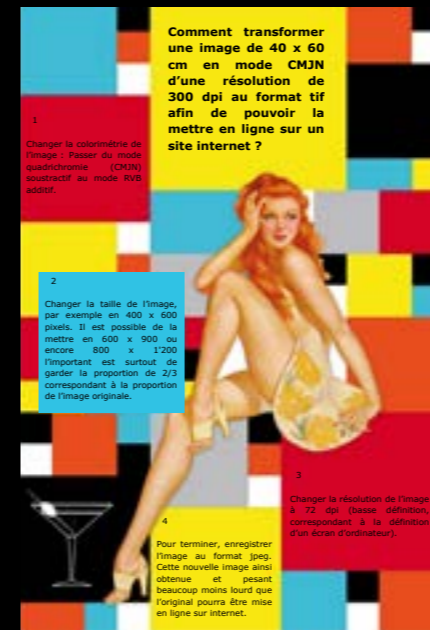 Comment transformer
une image de 40 x 60
cm en mode CMJN
d'une résolution de
300 dpi au format tif
afin de pouvoir la
mettre en ligne sur un
site internet ?
1
Changer la colorimétrie de
l'image : Passer du mode
quadrichromie (CMJN)
soustractif au mode RVB
additif.
2
Changer la taille de l'image,
par exemple en 400 x 600
pixels. Il est possible de la
mettre en 600 x 900 ou
encore 800 x 1'200
l'important est surtout de
garder la proportion de 2/3
correspondant à la proportion
de l'image originale.
3
Changer la résolution de l'image
à 72 dpi (basse définition,
correspondant à la définition
d'un écran d'ordinateur).
4
Pour terminer, enregistrer
l'image au format jpeg.
Cette nouvelle image ainsi
obtenue et pesant
beaucoup moins lourd que
l'original pourra être mise
en ligne sur internet.